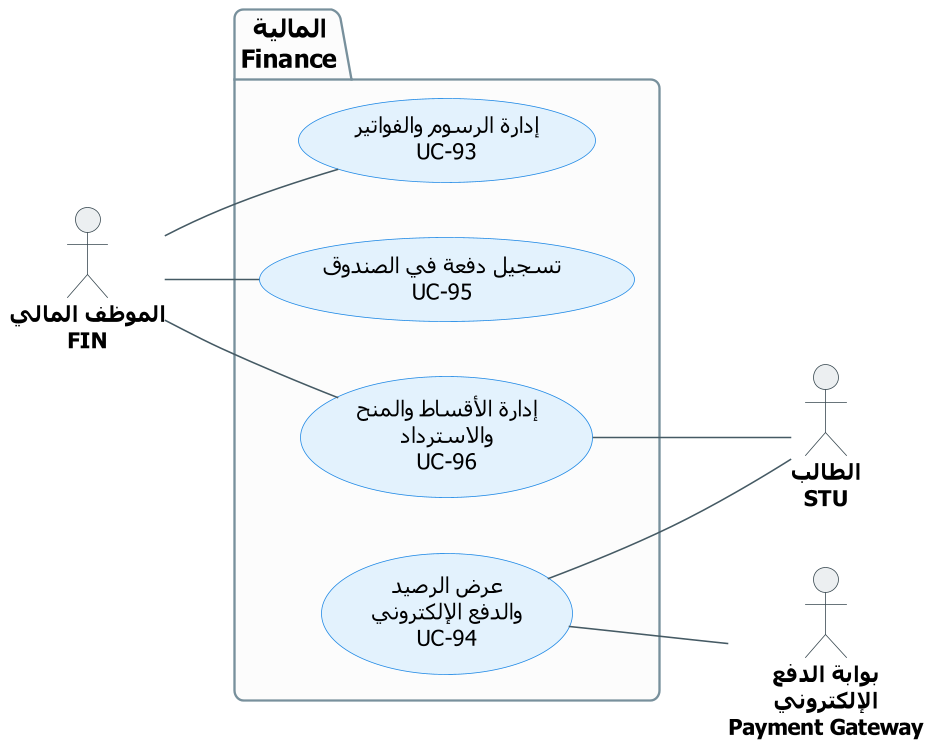 المالية
Finance
إدارة الرسوم والفواتير
UC-93
تسجيل دفعة في الصندوق
UC-95
الموظف المالي
FIN
إدارة الأقساط والمنح
والاسترداد
UC-96
الطالب
STU
عرض الرصيد
والدفع الإلكتروني
UC-94
بوابة الدفع
الإلكتروني
Payment Gateway